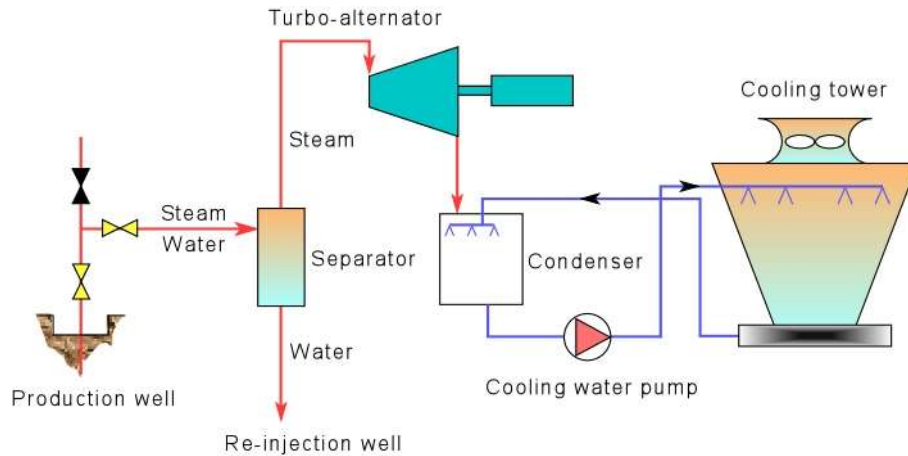 Turbo-alternator
Cooling tower
Steam
Steam
Water
Separator
Condenser
Water
Cooling water pump
Production well
Re-injection well